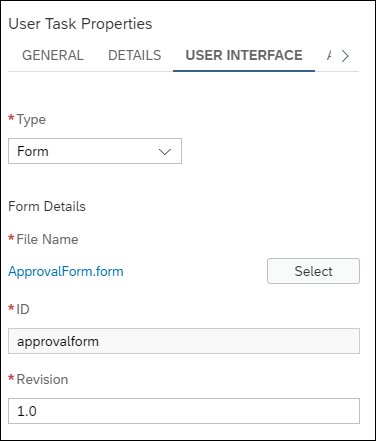 User Task Properties
GENERAL DETAILS USER INTERFACE
*Type
Form
Form Details
*File Name
ApprovalForm.form Select
*ID
approvalform
*Revision
1.0